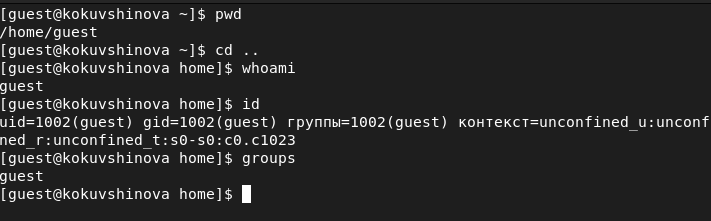 [guest@kokuvshinova ~]$ pwd
/home/guest
[guest@kokuvshinova ~]$ cd ..
[guest@kokuvshinova home]$ whoami
guest
[guest@kokuvshinova home]$ id
uid=1002(guest) gid=1002(guest) группы=1002(guest) контекст=unconfined_u:unconf
ned_r:unconfined_t:s0-s0:c0.c1023
[guest@kokuvshinova home]$ groups
guest
[guest@kokuvshinova home]$